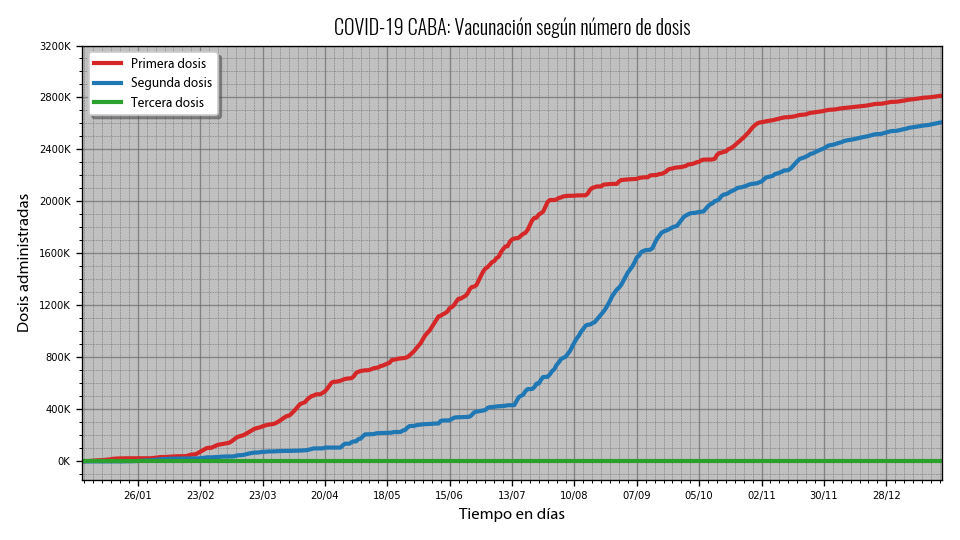 COVID-19 CABA: Vacunación según número de dosis
Primera dosis
Segunda dosis
Tercera dosis
Dosis administradas
3200K
2800K
2400K
2000K
1600K
1200K
800K
400K
0K
26/01 23/02 23/03 20/04 18/05 15/06 13/07 10/08 07/09 05/10 02/11 30/11 28/12
Tiempo en días